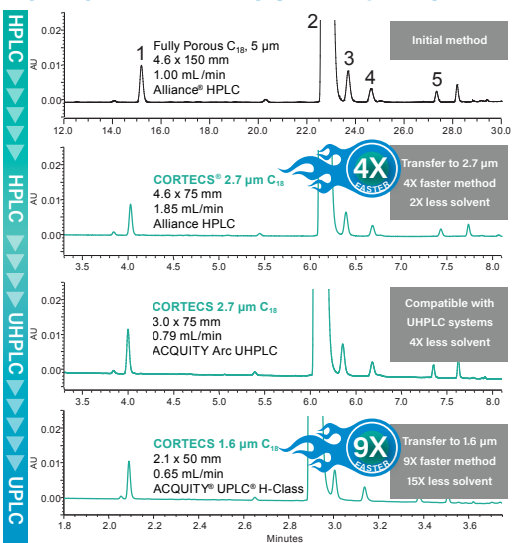 HPLC
HPLC
UHPLC
UPLC
0.02
0.01
0.00
AU
1
2
3
4
5
Fully Porous C18, 5 µm
4.6 x 150 mm
1.00 mL/min
Alliance® HPLC
Initial method
12.0 14.0 16.0 18.0 20.0 22.0 24.0 26.0 28.0 30.0
0.02
0.01
0.00
AU
CORTECS® 2.7 µm C18
4.6 x 75 mm
1.85 mL/min
Alliance HPLC
4X
FASTER
Transfer to 2.7 µm
4X faster method
2X less solvent
3.5 4.0 4.5 5.0 5.5 6.0 6.5 7.0 7.5 8.0
0.02
0.01
0.00
AU
CORTECS 2.7 µm C18
3.0 x 75 mm
0.79 mL/min
ACQUITY Arc UHPLC
Compatible with
UHPLC systems
4X less solvent
3.5 4.0 4.5 5.0 5.5 6.0 6.5 7.0 7.5 8.0
0.02
0.01
0.00
AU
CORTECS 1.6 µm C18
2.1 x 50 mm
0.65 mL/min
ACQUITY® UPLC® H-Class
9X
FASTER
Transfer to 1.6 µm
9X faster method
15X less solvent
1.8 2.0 2.2 2.4 2.6 2.8 3.0 3.2 3.4 3.6
Minutes